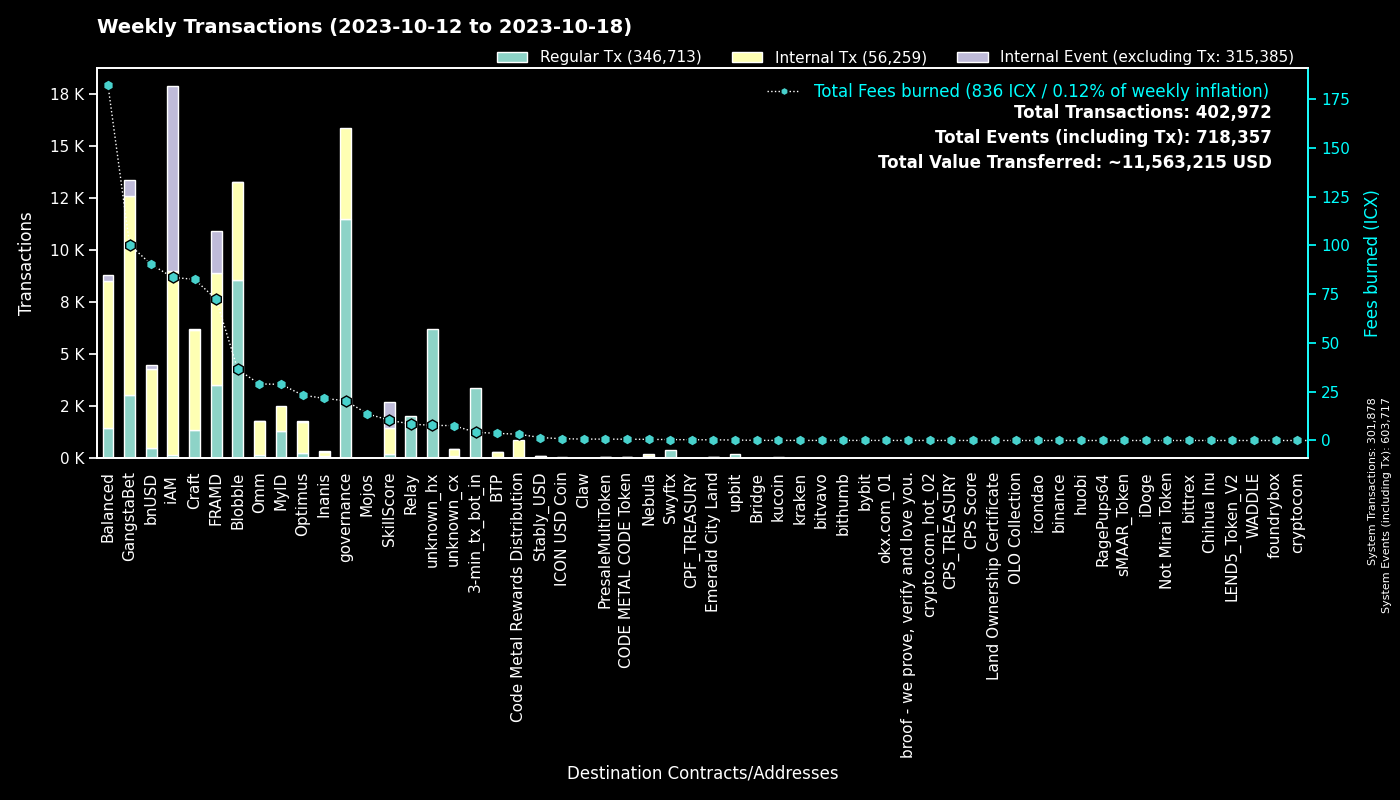 Weekly Transactions (2023-10-12 to 2023-10-18)
Regular Tx (346,713)
Internal Tx (56,259)
Internal Event (excluding Tx: 315,385)
Total Fees burned (836 ICX / 0.12% of weekly inflation)
Total Transactions: 402,972
Total Events (including Tx): 718,357
Total Value Transferred: ~11,563,215 USD
Transactions
18 K
15 K
12 K
10 K
8 K
5 K
2 K
0 K
175
150
125
100
75
50
25
0
Fees burned (ICX)
System Transactions: 301,878
System Events (including Tx): 603,717
Balanced
GangstaBet
bnUSD
iAM
Craft
FRAMD
Blobble
Omm
MyID
Optimus
Inanis
governance
Mojos
SkillScore
Relay
unknown_hx
unknown_cx
3-min_tx_bot_in
BTP
Code Metal Rewards Distribution
Stably_USD
ICON USD Coin
Claw
PresaleMultiToken
CODE METAL CODE Token
Nebula
Swyftx
CPF_TREASURY
Emerald City Land
upbit
Bridge
kucoin
kraken
bitvavo
bithumb
bybit
okx.com_01
broof - we prove, verify and love you.
crypto.com_hot_02
CPS_TREASURY
CPS Score
Land Ownership Certificate
OLO Collection
icondao
binance
huobi
RagePups64
sMAAR_Token
iDoge
Not Mirai Token
bittrex
Chihua Inu
LEND5_Token_V2
WADDLE
foundrybox
cryptocom
Destination Contracts/Addresses